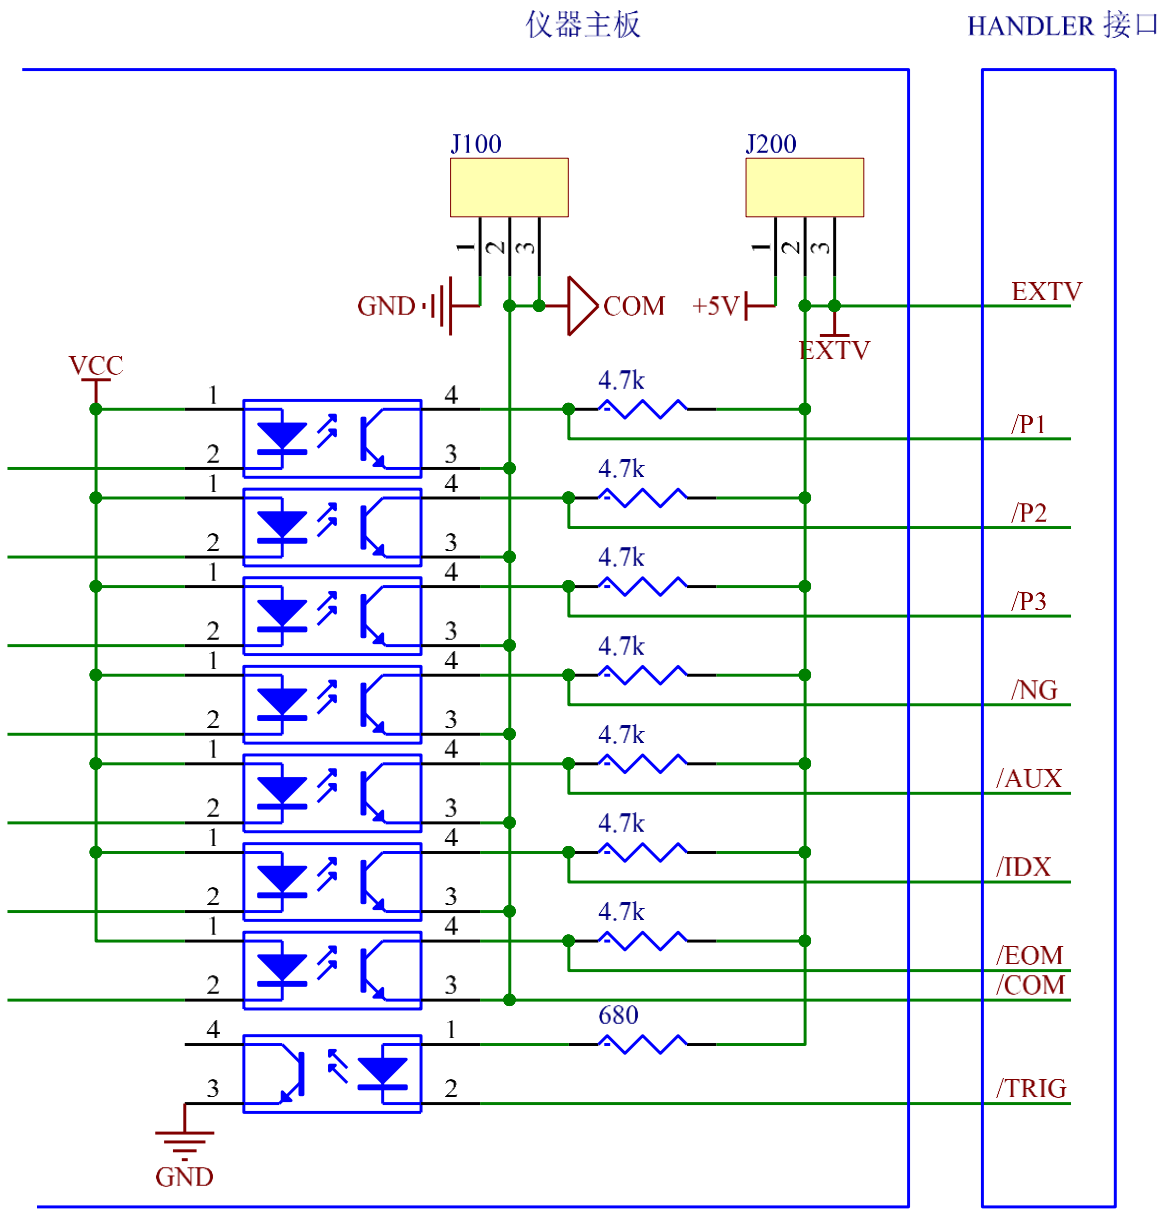 仪器主板
HANDLER 接口
J100
J200
1 2 3
1 2 3
GND
COM
+5V
EXTV
EXTV
VCC
1
4
4.7k
/P1
2
3
1
4
4.7k
/P2
2
3
1
4
4.7k
/P3
2
3
1
4
4.7k
/NG
2
3
1
4
4.7k
/AUX
2
3
1
4
4.7k
/IDX
2
3
1
4
4.7k
/EOM
2
3
/COM
4
1
680
3
2
/TRIG
GND